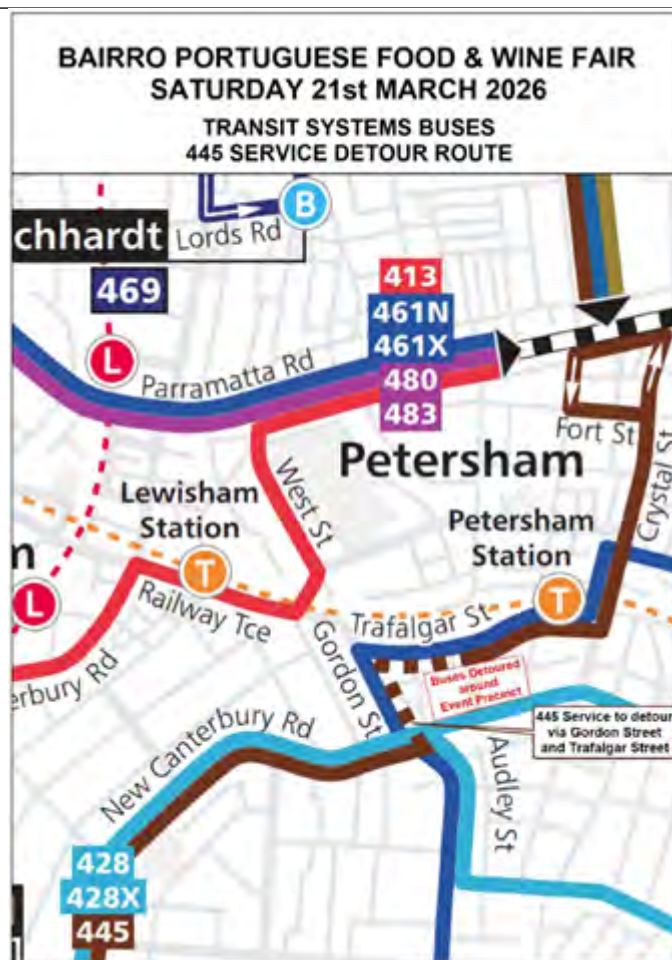 BAIRRO PORTUGUESE FOOD & WINE FAIR
SATURDAY 21st MARCH 2026
TRANSIT SYSTEMS BUSES
445 SERVICE DETOUR ROUTE
B
chhardt
Lords Rd
469
413
461N
461X
480
483
L
Parramatta Rd
Fort St
Crystal St
Petersham
West St
Lewisham
Station
Petersham
Station
m
T
T
L
Railway Tce
Trafalgar St
Gordon St
erbury Rd
Buses Detoured
around
Event Precinct
445 Service to detour
via Gordon Street
and Trafalgar Street
New Canterbury Rd
Audley St
428
428X
445